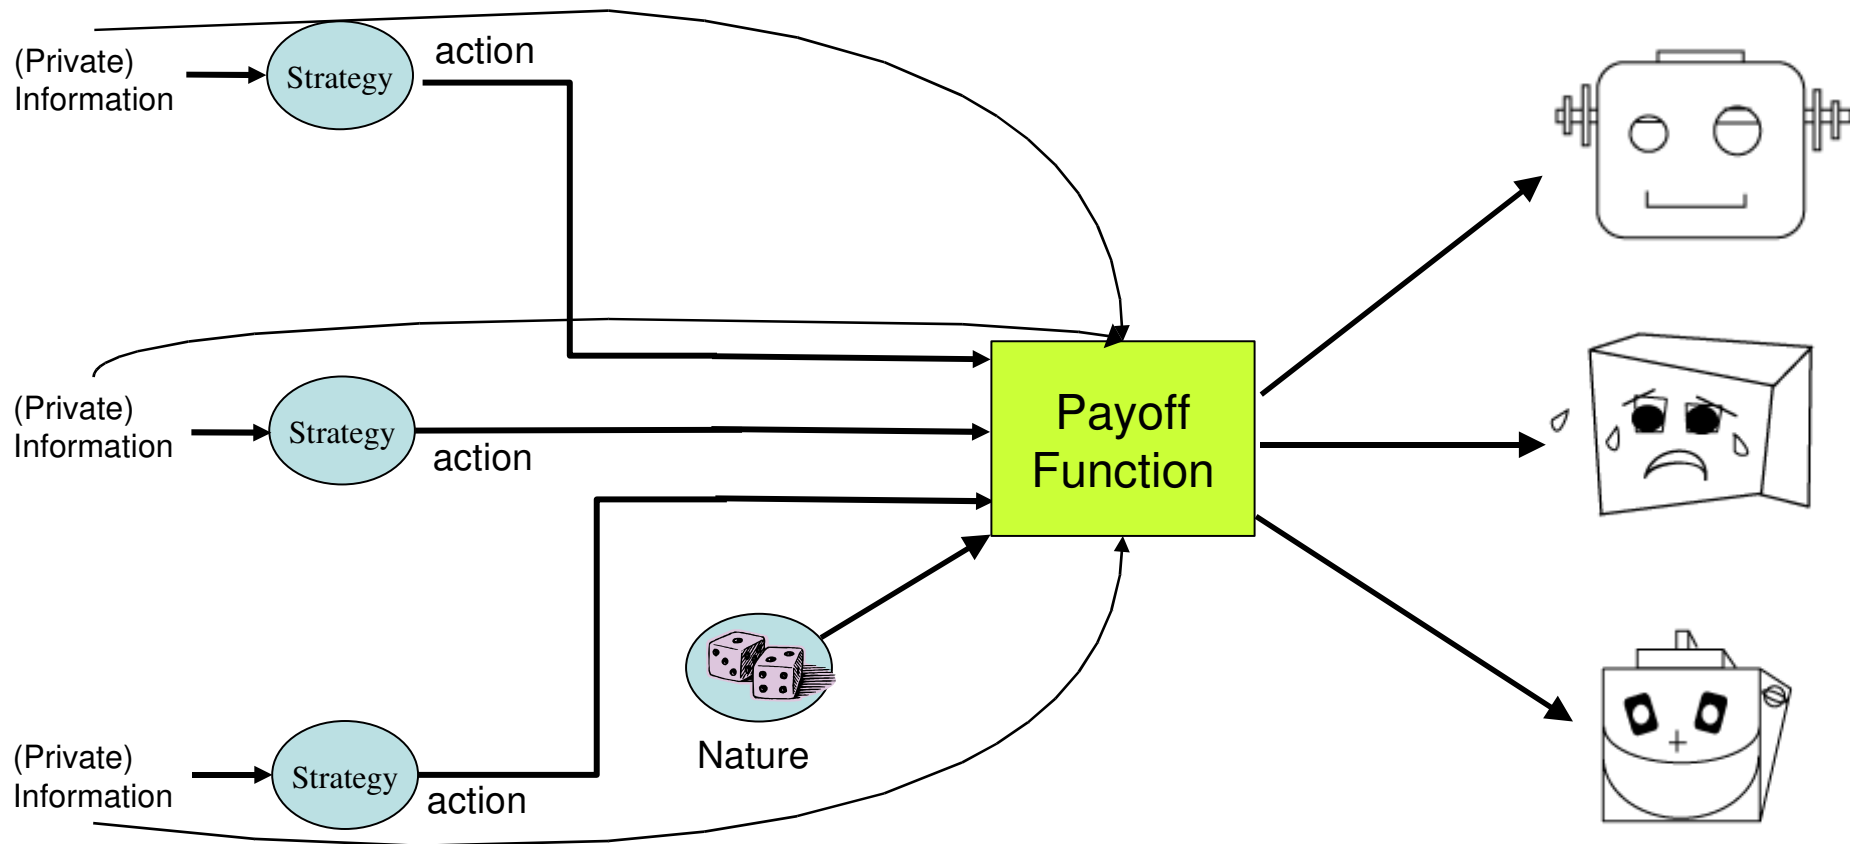 (Private)
Information
Strategy
action
(Private)
Information
Strategy
action
Payoff
Function
Nature
(Private)
Information
Strategy
action